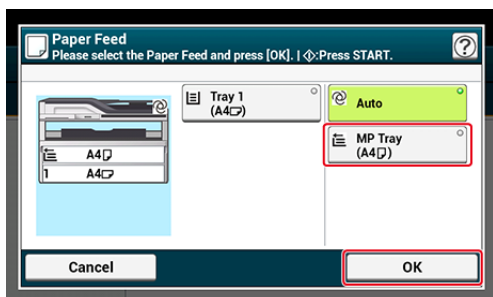 Paper Feed
Please select the Paper Feed and press [OK]. | :Press START.
?
Tray 1
(A4)
Auto
MP Tray
(A4)
A4
1 A4
Cancel
OK